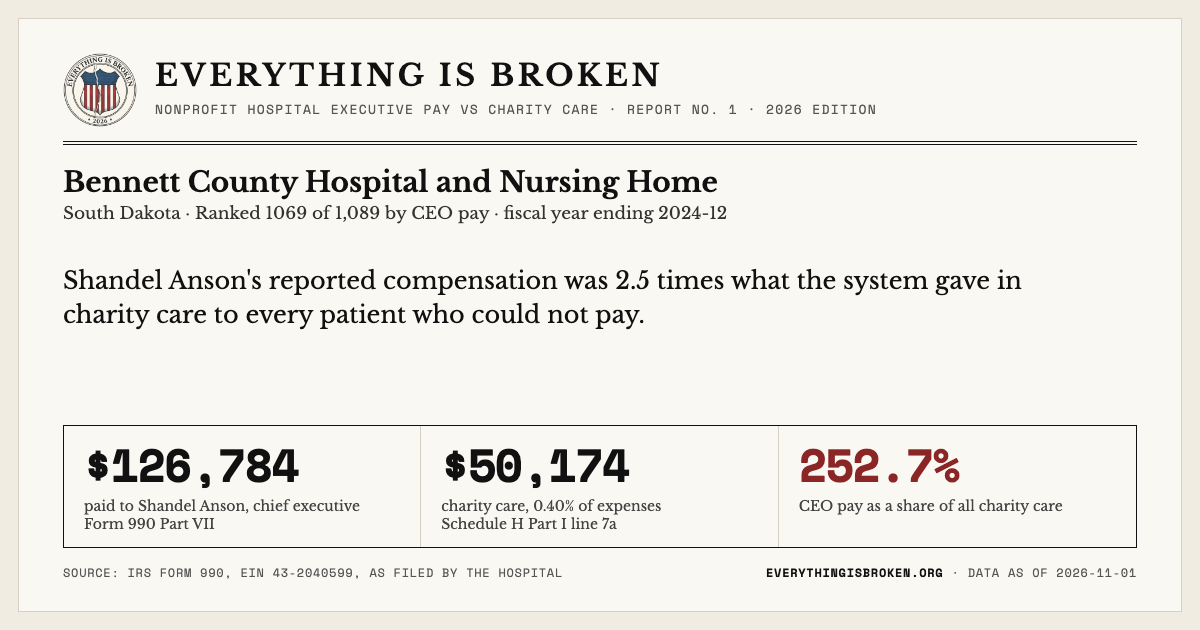 EVERYTHING IS BROKEN
2026
EVERYTHING IS BROKEN
NONPROFIT HOSPITAL EXECUTIVE PAY VS CHARITY CARE · REPORT NO. 1 · 2026 EDITION
Bennett County Hospital and Nursing Home
South Dakota · Ranked 1069 of 1,089 by CEO pay · fiscal year ending 2024-12
Shandel Anson's reported compensation was 2.5 times what the system gave in
charity care to every patient who could not pay.
$126,784
paid to Shandel Anson, chief executive
Form 990 Part VII
$50,174
charity care, 0.40% of expenses
Schedule H Part I line 7a
252.7%
CEO pay as a share of all charity care
SOURCE: IRS FORM 990, EIN 43-2040599, AS FILED BY THE HOSPITAL
EVERYTHINGISBROKEN.ORG · DATA AS OF 2026-11-01